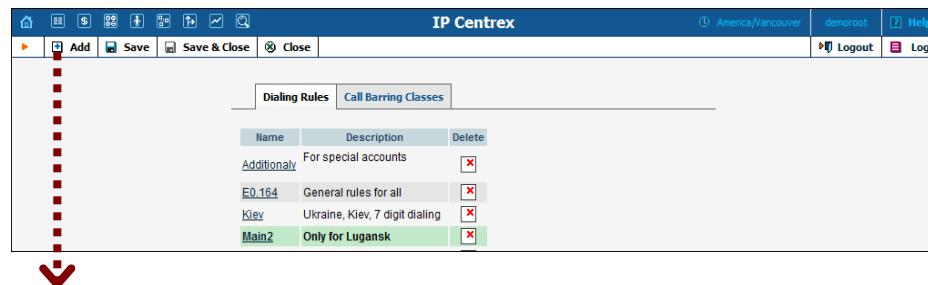 IP Centrex America/Vancouver demoroot Help
Add Save Save & Close Close Logout Log
Dialing Rules Call Barring Classes
Name Description Delete
Additionaly For special accounts
E0.164 General rules for all
Kiev Ukraine, Kiev, 7 digit dialing
Main2 Only for Lugansk